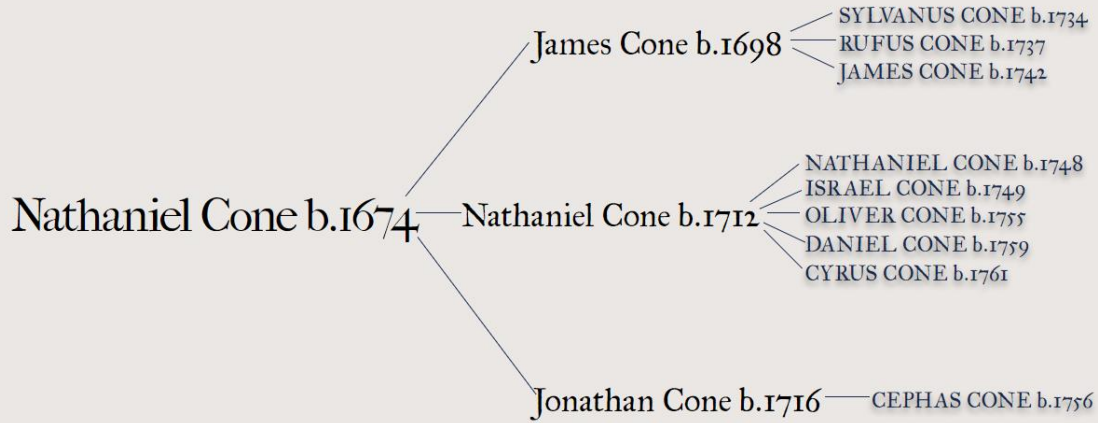 SYLVANUS CONE b.1734
James Cone b.1698
RUFUS CONE b.1737
JAMES CONE b.1742
NATHANIEL CONE b.1748
ISRAEL CONE b.1749
Nathaniel Cone b.1674
Nathaniel Cone b.1712
OLIVER CONE b.1755
DANIEL CONE b.1759
CYRUS CONE b.1761
Jonathan Cone b.1716
CEPHAS CONE b.1756